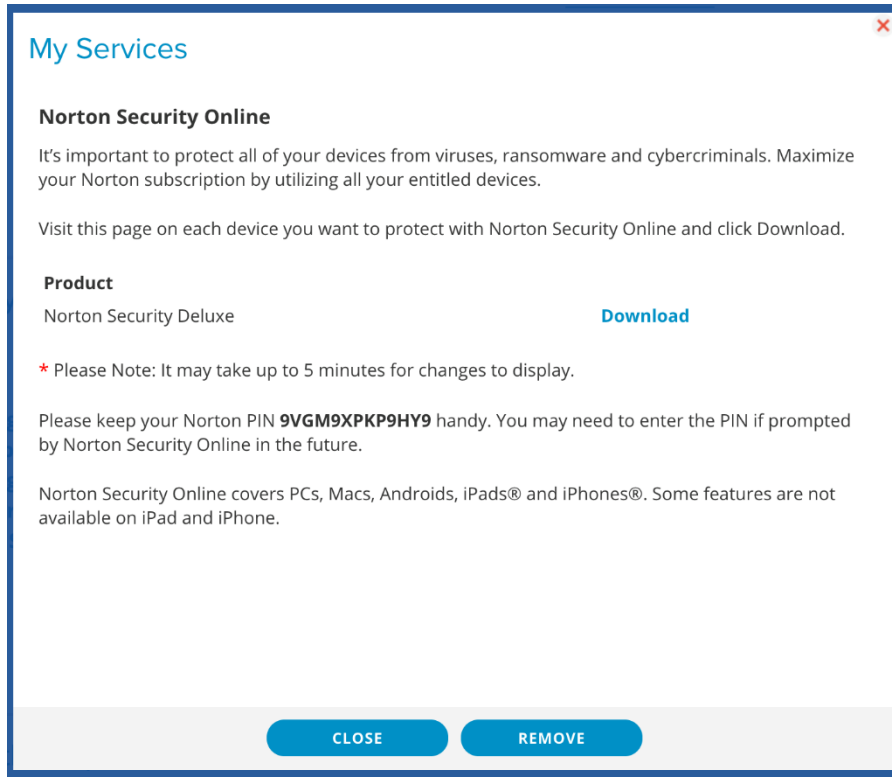 My Services
Norton Security Online
It’s important to protect all of your devices from viruses, ransomware and cybercriminals. Maximize
your Norton subscription by utilizing all your entitled devices.
Visit this page on each device you want to protect with Norton Security Online and click Download.
Product
Norton Security Deluxe Download
* Please Note: It may take up to 5 minutes for changes to display.
Please keep your Norton PIN 9VGM9XPKP9HY9 handy. You may need to enter the PIN if prompted
by Norton Security Online in the future.
Norton Security Online covers PCs, Macs, Androids, iPads® and iPhones®. Some features are not
available on iPad and iPhone.
CLOSE REMOVE